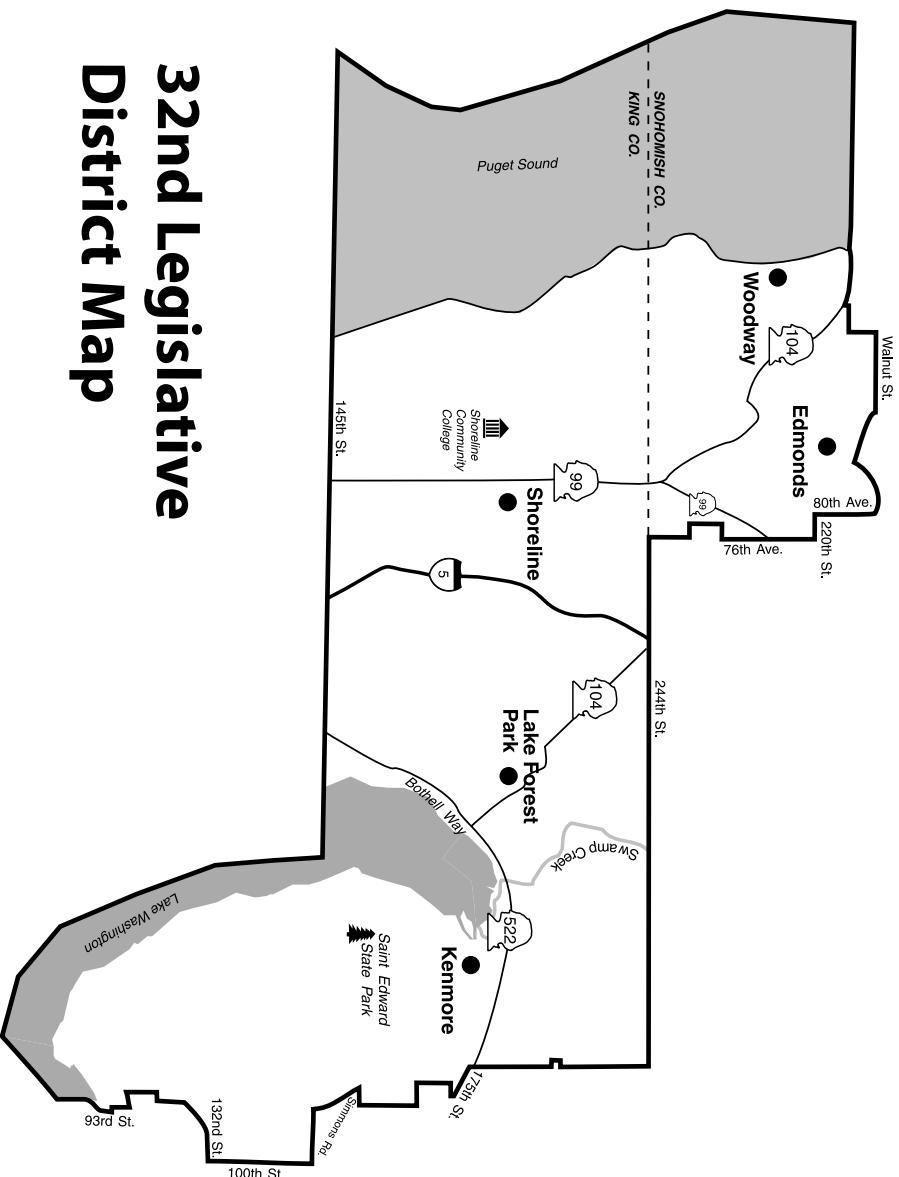 32nd Legislative
District Map
SNOHOMISH CO.
KING CO.
Puget Sound
Woodway
104
Walnut St.
Edmonds
80th Ave.
220th St.
76th Ave.
99
99
145th St.
Shoreline
Community
College
Shoreline
5
244th St.
104
Lake Forest
Park
Bothell Way
Swamp Creek
522
Kenmore
Lake Washington
Saint Edward
State Park
175th St.
Simmons Rd.
132nd St.
93rd St.
100th St.